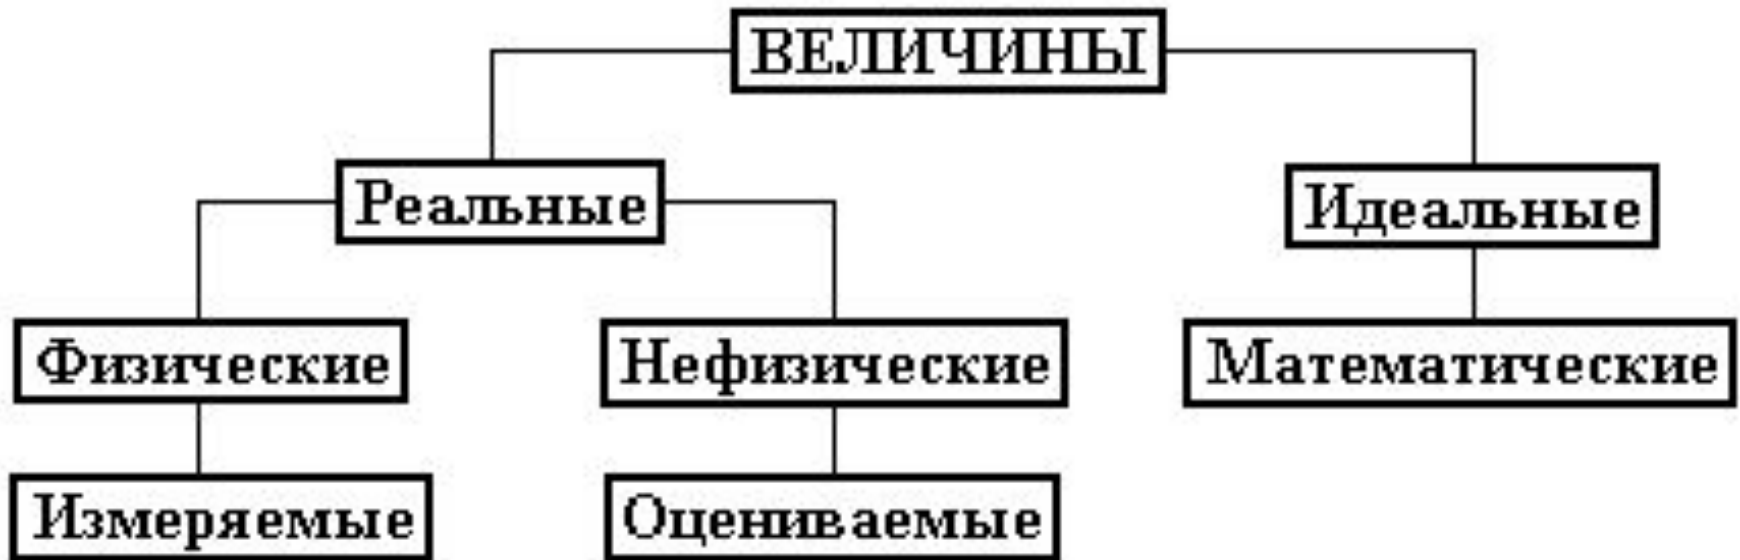 ВЕЛИЧИНЫ
Реальные
Идеальные
Физические
Нефизические
Математические
Измеряемые
Оцениваемые